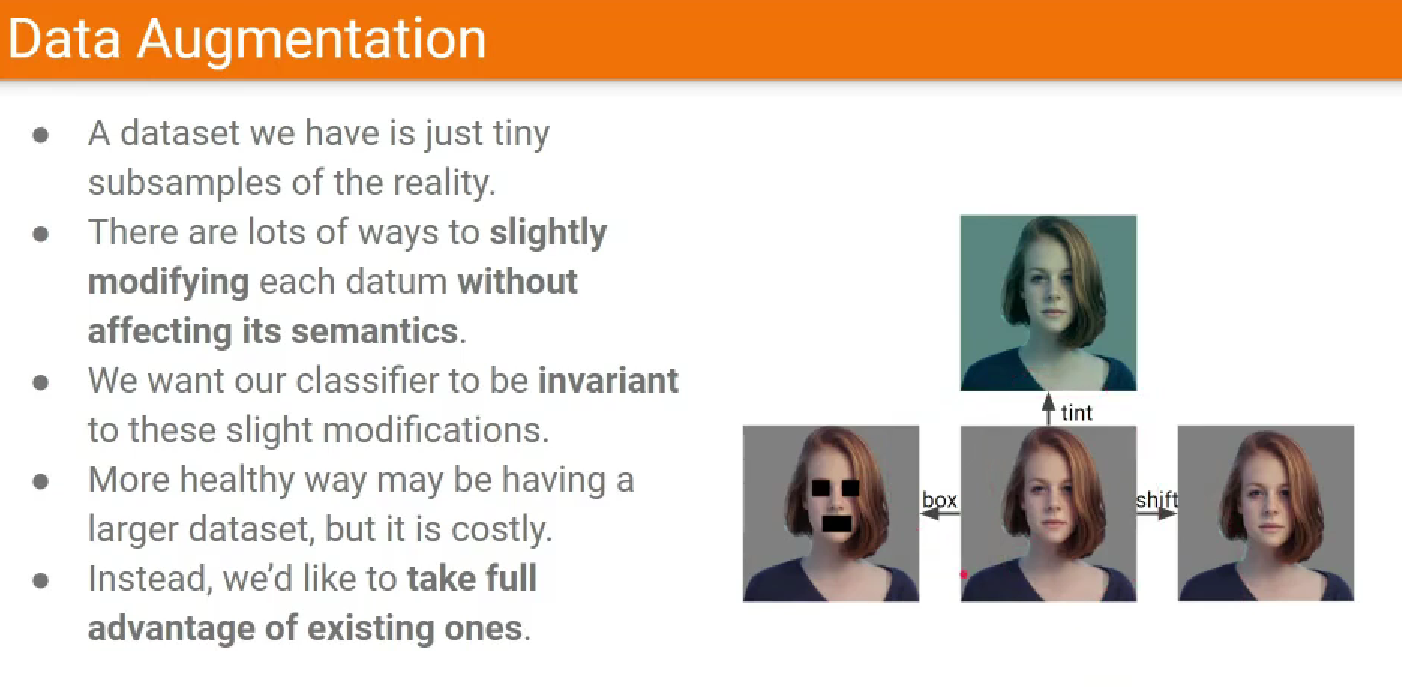 Data Augmentation
● A dataset we have is just tiny
subsamples of the reality.
● There are lots of ways to slightly
modifying each datum without
affecting its semantics.
● We want our classifier to be invariant
to these slight modifications.
● More healthy way may be having a
larger dataset, but it is costly.
● Instead, we'd like to take full
advantage of existing ones.
tint
box
shift